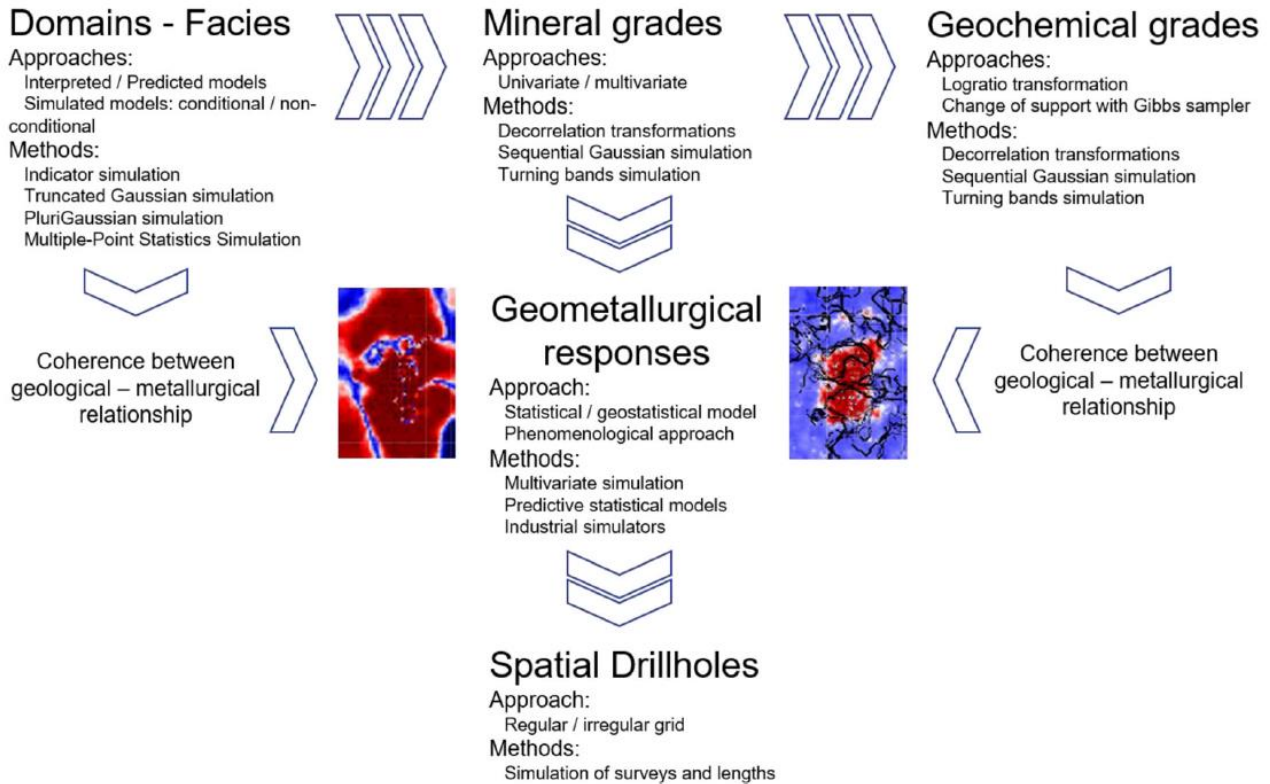 Domains - Facies
Approaches:
Interpreted / Predicted models
Simulated models: conditional / non-
conditional
Methods:
Indicator simulation
Truncated Gaussian simulation
PluriGaussian simulation
Multiple-Point Statistics Simulation
Mineral grades
Approaches:
Univariate / multivariate
Methods:
Decorrelation transformations
Sequential Gaussian simulation
Turning bands simulation
Geochemical grades
Approaches:
Logratio transformation
Change of support with Gibbs sampler
Methods:
Decorrelation transformations
Sequential Gaussian simulation
Turning bands simulation
Coherence between
geological – metallurgical
relationship
Geometallurgical
responses
Approach:
Statistical / geostatistical model
Phenomenological approach
Methods:
Multivariate simulation
Predictive statistical models
Industrial simulators
Coherence between
geological – metallurgical
relationship
Spatial Drillholes
Approach:
Regular / irregular grid
Methods:
Simulation of surveys and lengths